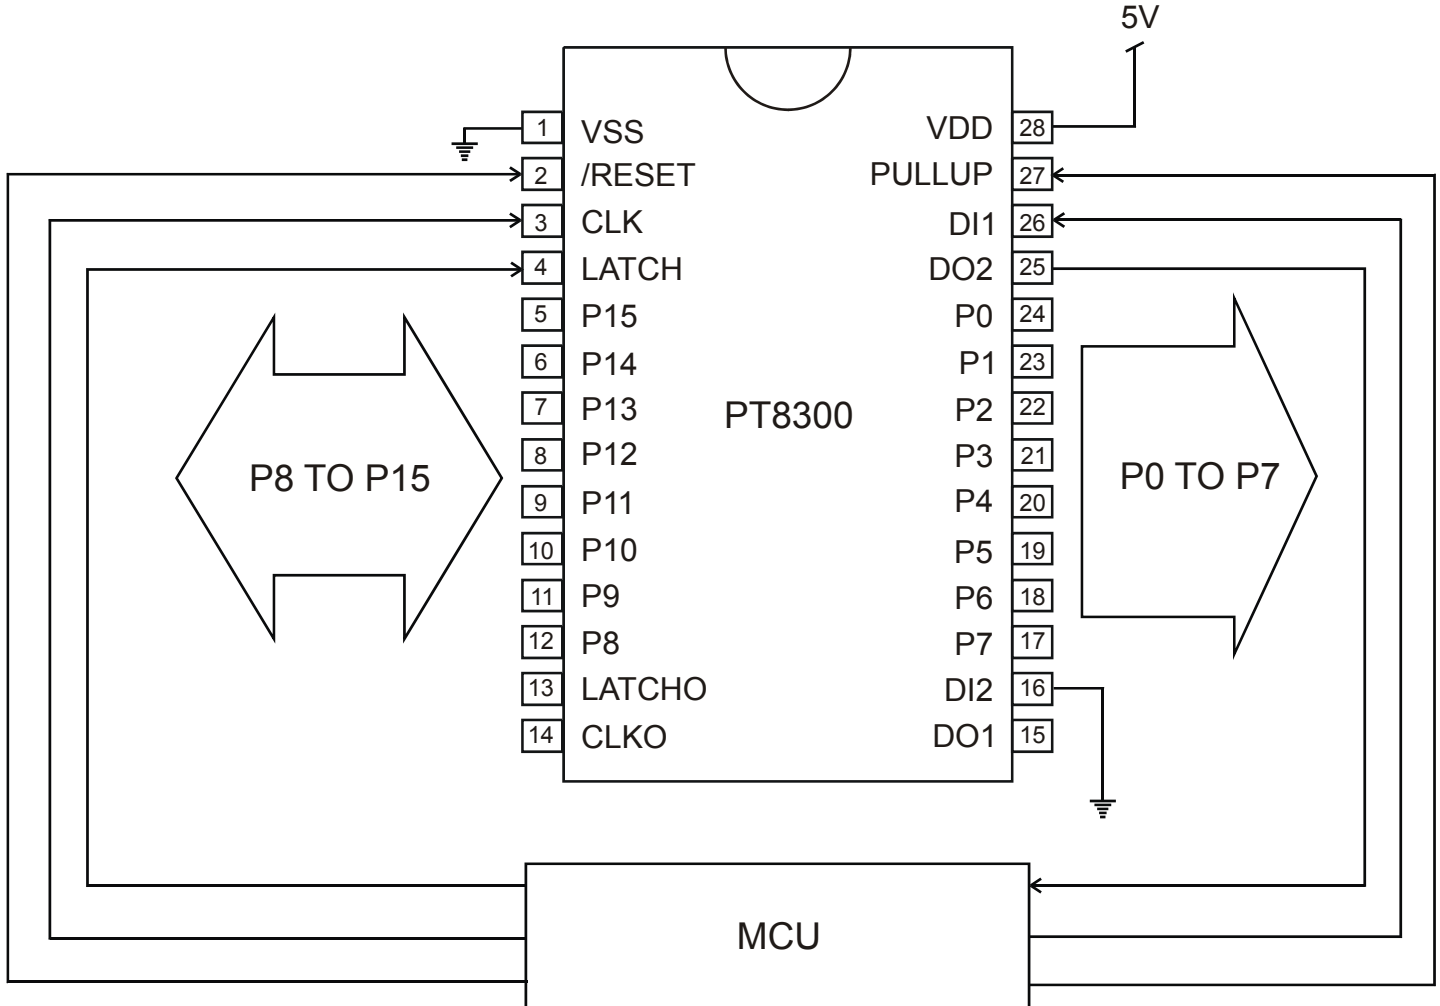 5V
1 VSS VDD 28
2 /RESET PULLUP 27
3 CLK DI1 26
4 LATCH DO2 25
5 P15 P0 24
6 P14 P1 23
7 P13 PT8300 P2 22
8 P12 P3 21
P8 TO P15 P0 TO P7
9 P11 P4 20
10 P10 P5 19
11 P9 P6 18
12 P8 P7 17
13 LATCHO DI2 16
14 CLKO DO1 15
MCU